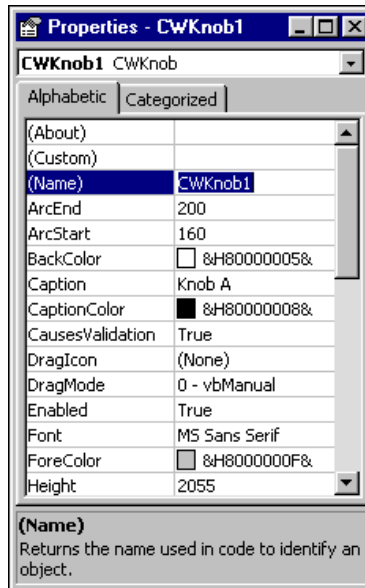 Properties - CWKnob1
CWKnob1 CWKnob
Alphabetic Categorized
(About)
(Custom)
(Name) CWKnob1
ArcEnd 200
ArcStart 160
BackColor &H80000005&
Caption Knob A
CaptionColor &H80000008&
CausesValidation True
DragIcon (None)
DragMode 0 - vbManual
Enabled True
Font MS Sans Serif
ForeColor &H8000000F&
Height 2055
(Name)
Returns the name used in code to identify an
object.